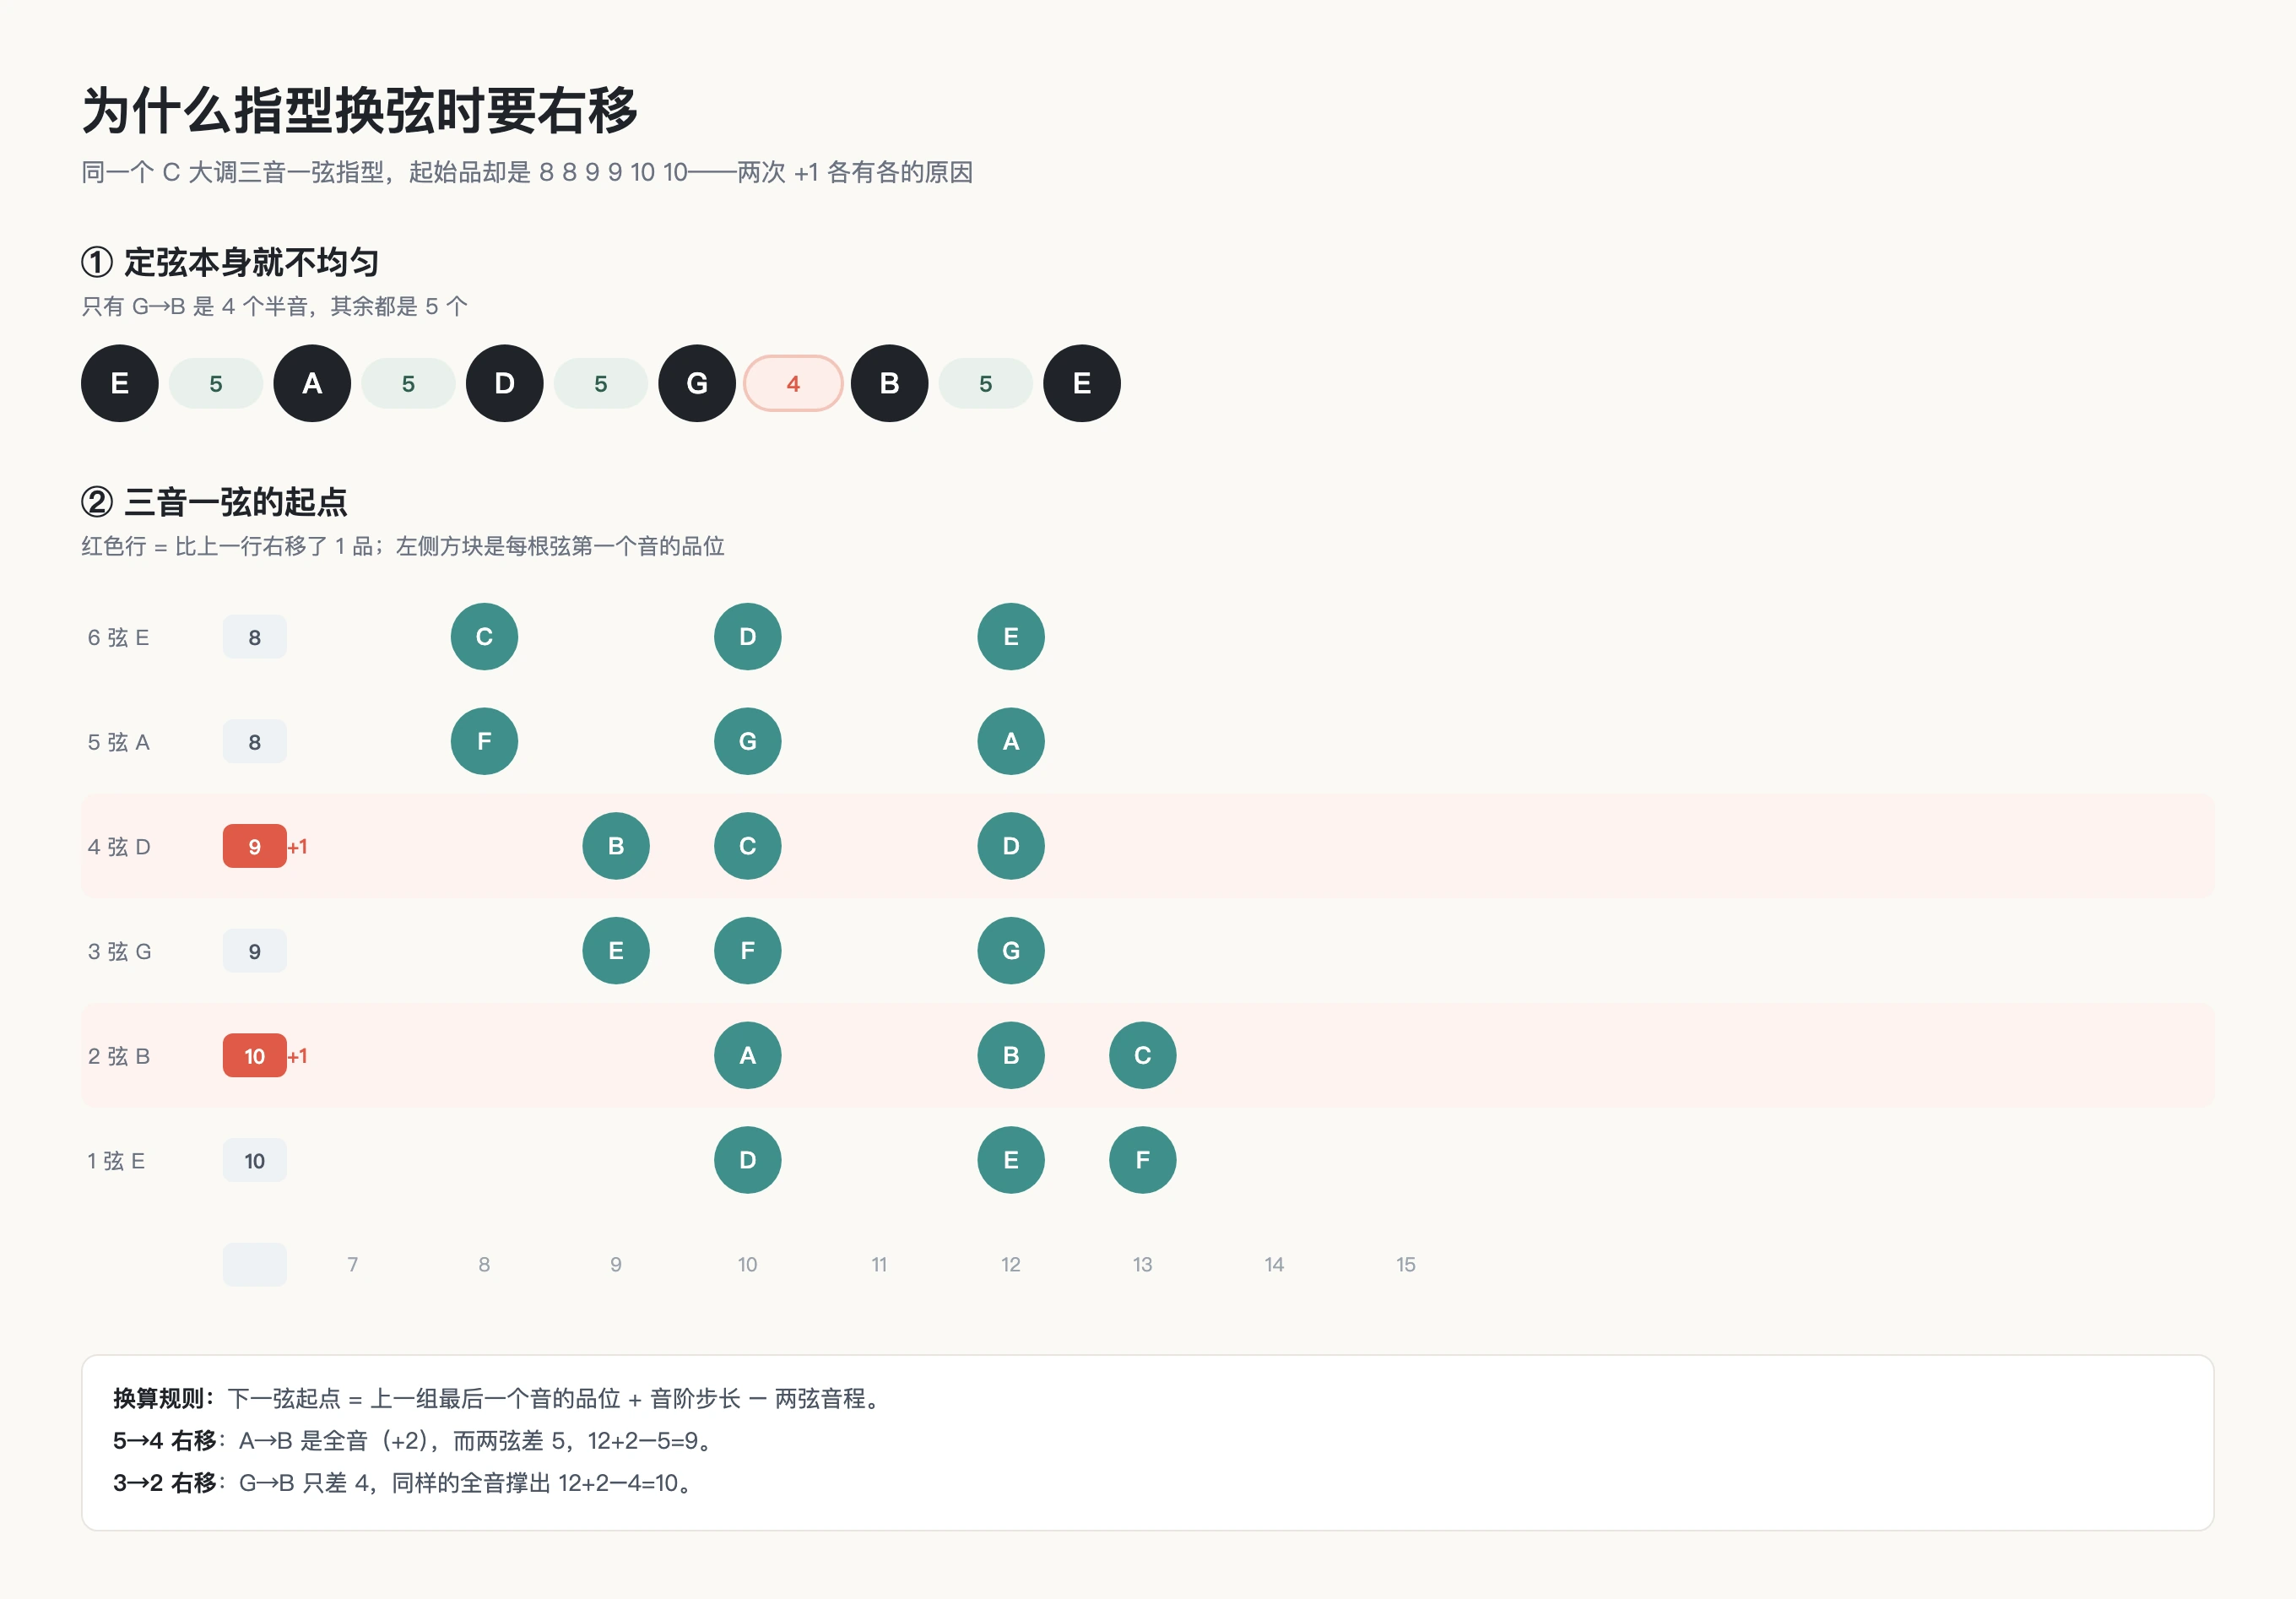 为什么指型换弦时要右移
同一个 C 大调三音一弦指型，起始品却是 8 8 9 9 10 10——两次 +1 各有各的原因
① 定弦本身就不均匀
只有 G→B 是 4 个半音，其余都是 5 个
E 5 A 5 D 5 G 4 B 5 E
② 三音一弦的起点
红色行 = 比上一行右移了 1 品；左侧方块是每根弦第一个音的品位
6 弦 E 8 C D E
5 弦 A 8 F G A
4 弦 D 9 +1 B C D
3 弦 G 9 E F G
2 弦 B 10 +1 A B C
1 弦 E 10 D E F
7 8 9 10 11 12 13 14 15
换算规则：下一弦起点 = 上一组最后一个音的品位 + 音阶步长 − 两弦音程。
5→4 右移：A→B 是全音（+2），而两弦差 5，12+2−5=9。
3→2 右移：G→B 只差 4，同样的全音撑出 12+2−4=10。